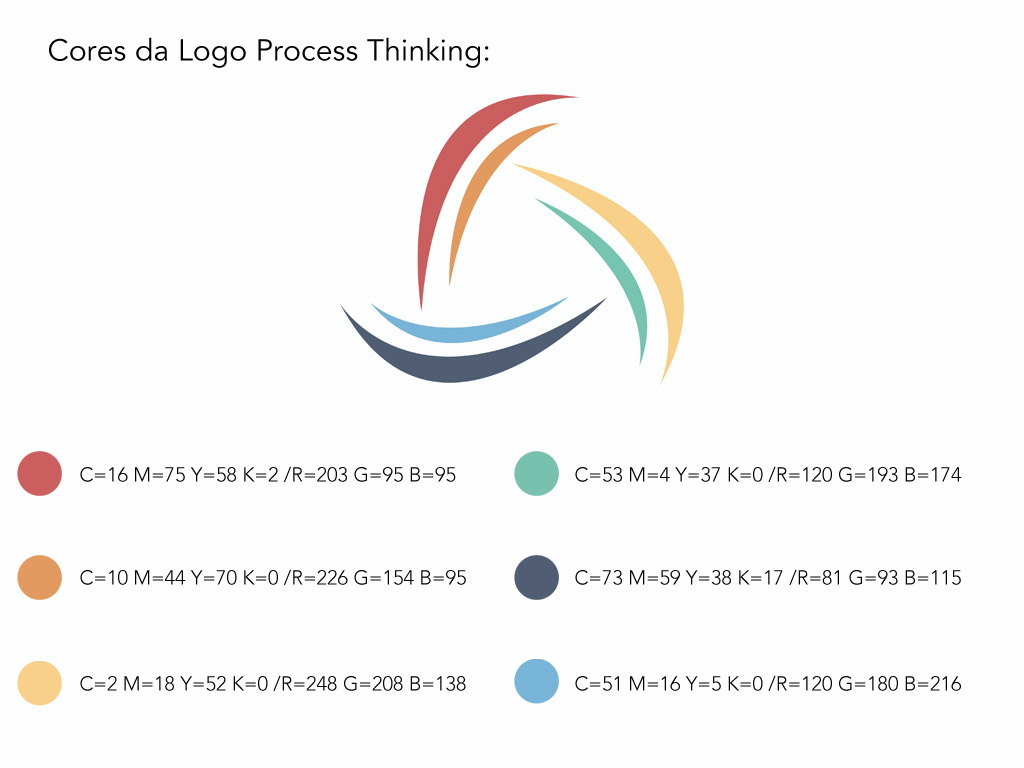 Cores da Logo Process Thinking:
C=16 M=75 Y=58 K=2 /R=203 G=95 B=95
C=53 M=4 Y=37 K=0 /R=120 G=193 B=174
C=10 M=44 Y=70 K=0 /R=226 G=154 B=95
C=73 M=59 Y=38 K=17 /R=81 G=93 B=115
C=2 M=18 Y=52 K=0 /R=248 G=208 B=138
C=51 M=16 Y=5 K=0 /R=120 G=180 B=216